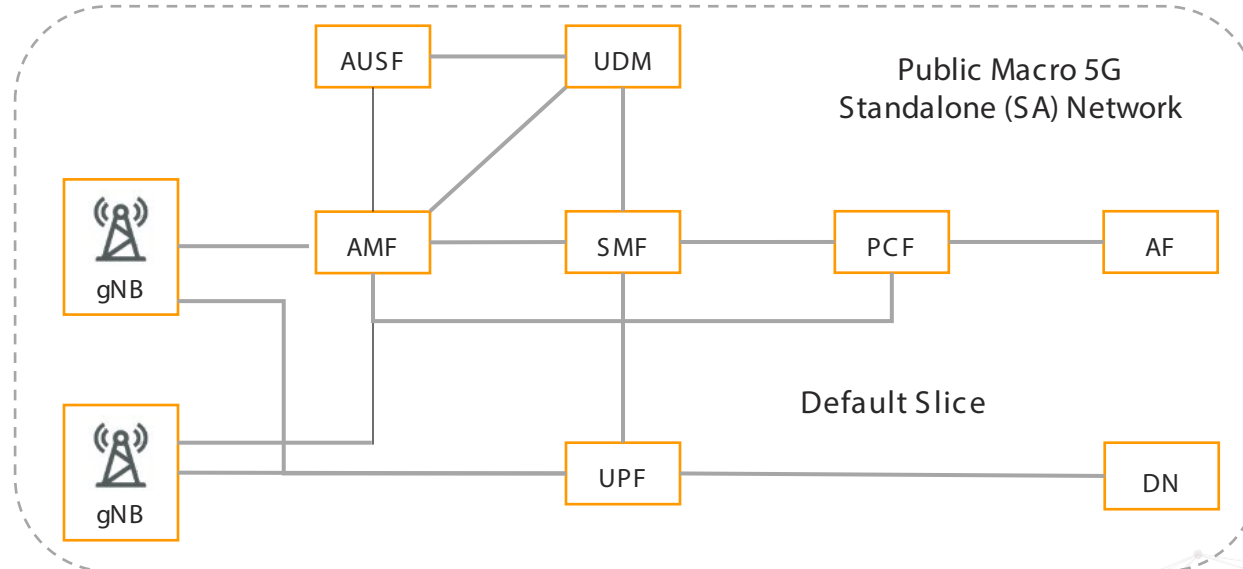 AUSF
UDM
Public Macro 5G
Standalone (SA) Network
gNB
AMF
SMF
PCF
AF
Default Slice
gNB
UPF
DN